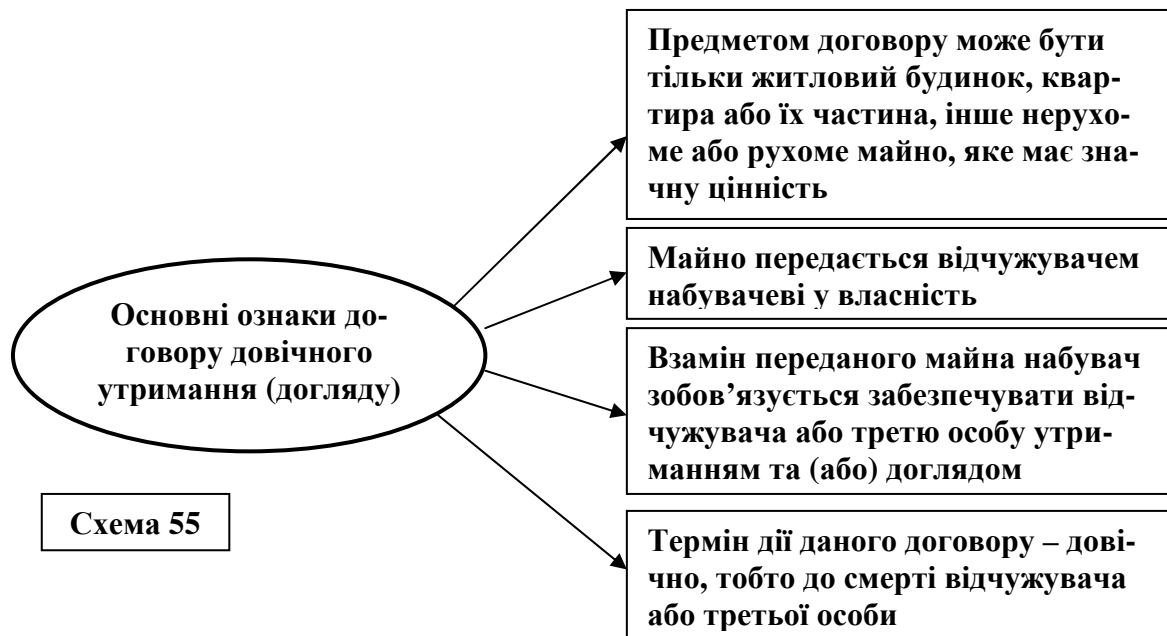 Предметом договору може бути
тільки житловий будинок, квар-
тира або їх частина, інше нерухо-
ме або рухоме майно, яке має зна-
чну цінність
Майно передається відчужувачем
набувачеві у власність
Основні ознаки до-
говору довічного
утримання (догляду)
Взамін переданого майна набувач
зобов’язується забезпечувати від-
чужувача або третю особу утри-
манням та (або) доглядом
Схема 55
Термін дії даного договору – дові-
чно, тобто до смерті відчужувача
або третьої особи